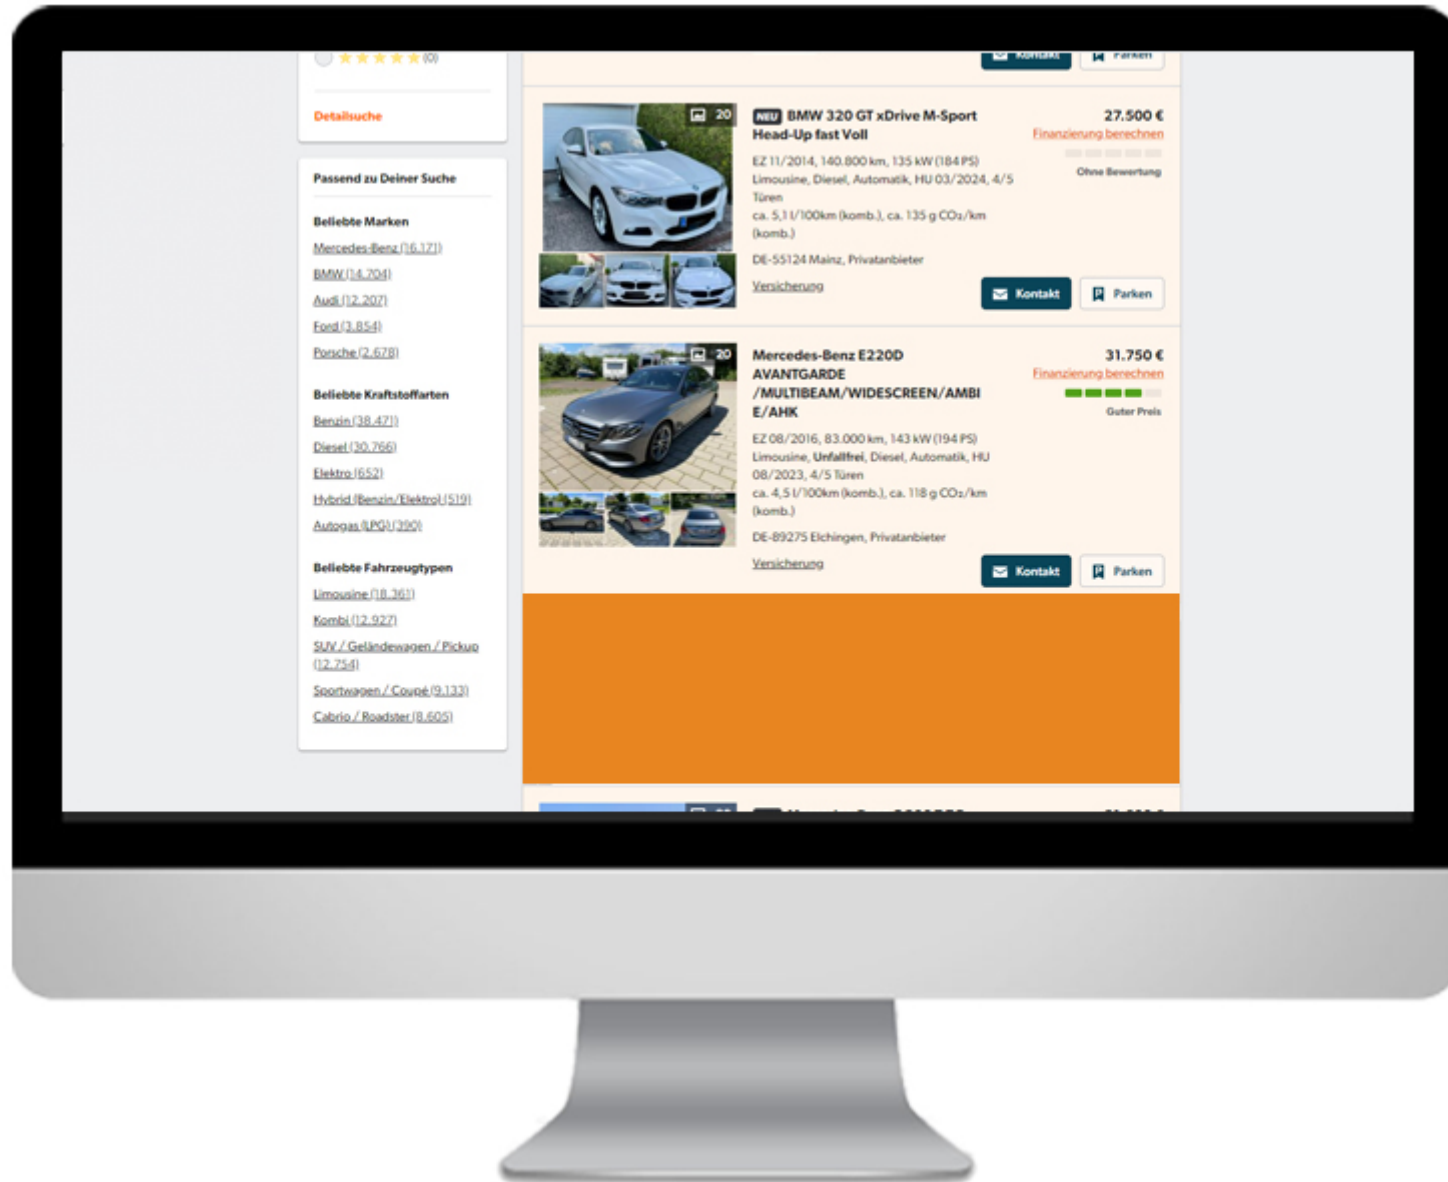 (0)
Detailsuche
Passend zu Deiner Suche
Beliebte Marken
Mercedes-Benz (16.171)
BMW (14.704)
Audi (12.207)
Ford (3.854)
Porsche (2.678)
Beliebte Kraftstoffarten
Benzin (38.471)
Diesel (30.766)
Elektro (652)
Hybrid (Benzin/Elektro) (519)
Autogas (LPG) (390)
Beliebte Fahrzeugtypen
Limousine (18.361)
Kombi (12.927)
SUV / Geländewagen / Pickup
(12.754)
Sportwagen / Coupé (9.133)
Cabrio / Roadster (8.605)
Kontakt Parken
20
NEU BMW 320 GT xDrive M-Sport
Head-Up fast Voll
27.500 €
Finanzierung berechnen
Ohne Bewertung
EZ 11/2014, 140.800 km, 135 kW (184 PS)
Limousine, Diesel, Automatik, HU 03/2024, 4/5
Türen
ca. 5,1 l/100km (komb.), ca. 135 g CO₂/km
(komb.)
DE-55124 Mainz, Privatanbieter
Versicherung
Kontakt Parken
20
Mercedes-Benz E220D
AVANTGARDE
/MULTIBEAM/WIDESCREEN/AMBI
E/AHK
31.750 €
Finanzierung berechnen
Guter Preis
EZ 08/2016, 83.000 km, 143 kW (194 PS)
Limousine, Unfallfrei, Diesel, Automatik, HU
08/2023, 4/5 Türen
ca. 4,5 l/100km (komb.), ca. 118 g CO₂/km
(komb.)
DE-89275 Elchingen, Privatanbieter
Versicherung
Kontakt Parken